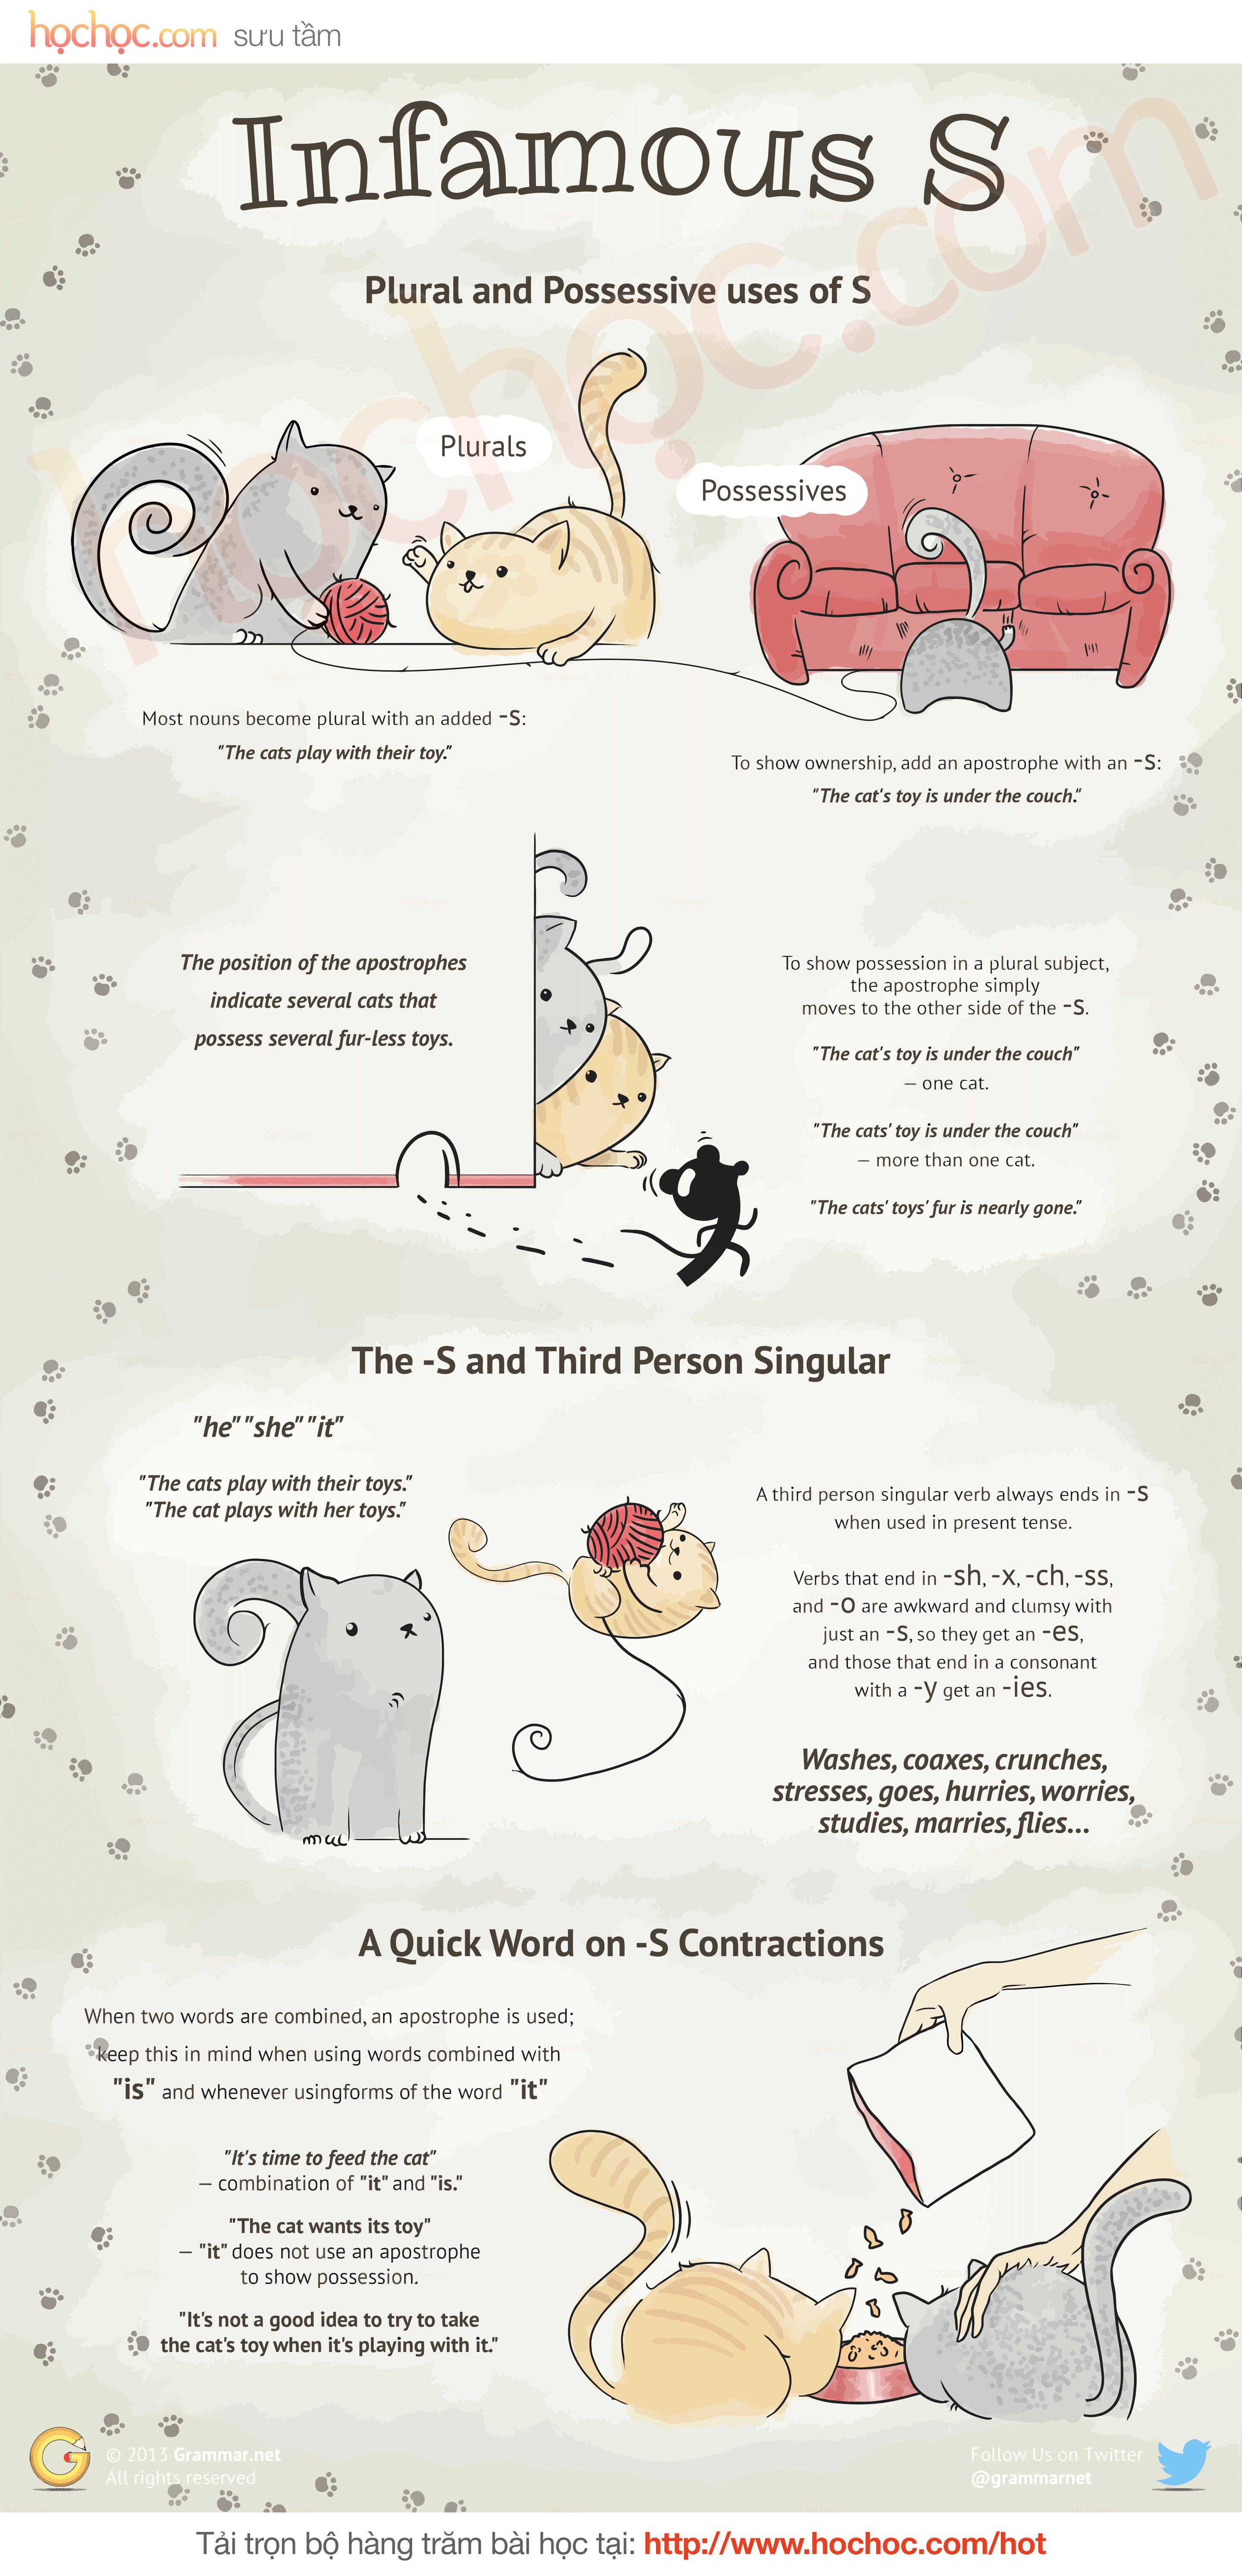 họchọc.com sưu tầm
Infamous S
Plural and Possessive uses of S
Plurals
Possessives
Most nouns become plural with an added -s:
"The cats play with their toy."
To show ownership, add an apostrophe with an -s:
"The cat's toy is under the couch."
The position of the apostrophes
indicate several cats that
possess several fur-less toys.
To show possession in a plural subject,
the apostrophe simply
moves to the other side of the -s.
"The cat's toy is under the couch"
– one cat.
"The cats' toy is under the couch"
– more than one cat.
"The cats' toys' fur is nearly gone."
The -S and Third Person Singular
"he" "she" "it"
"The cats play with their toys."
"The cat plays with her toys."
A third person singular verb always ends in -s
when used in present tense.
Verbs that end in -sh, -x, -ch, -ss,
and -o are awkward and clumsy with
just an -s, so they get an -es,
and those that end in a consonant
with a -y get an -ies.
Washes, coaxes, crunches,
stresses, goes, hurries, worries,
studies, marries, flies...
A Quick Word on -S Contractions
When two words are combined, an apostrophe is used;
keep this in mind when using words combined with
"is" and whenever usingforms of the word "it"
"It's time to feed the cat"
– combination of "it" and "is."
"The cat wants its toy"
– "it" does not use an apostrophe
to show possession.
"It's not a good idea to try to take
the cat's toy when it's playing with it."
© 2013 Grammar.net
All rights reserved
Follow Us on Twitter
@grammarnet
Tải trọn bộ hàng trăm bài học tại: http://www.hochoc.com/hot
họchọc.com